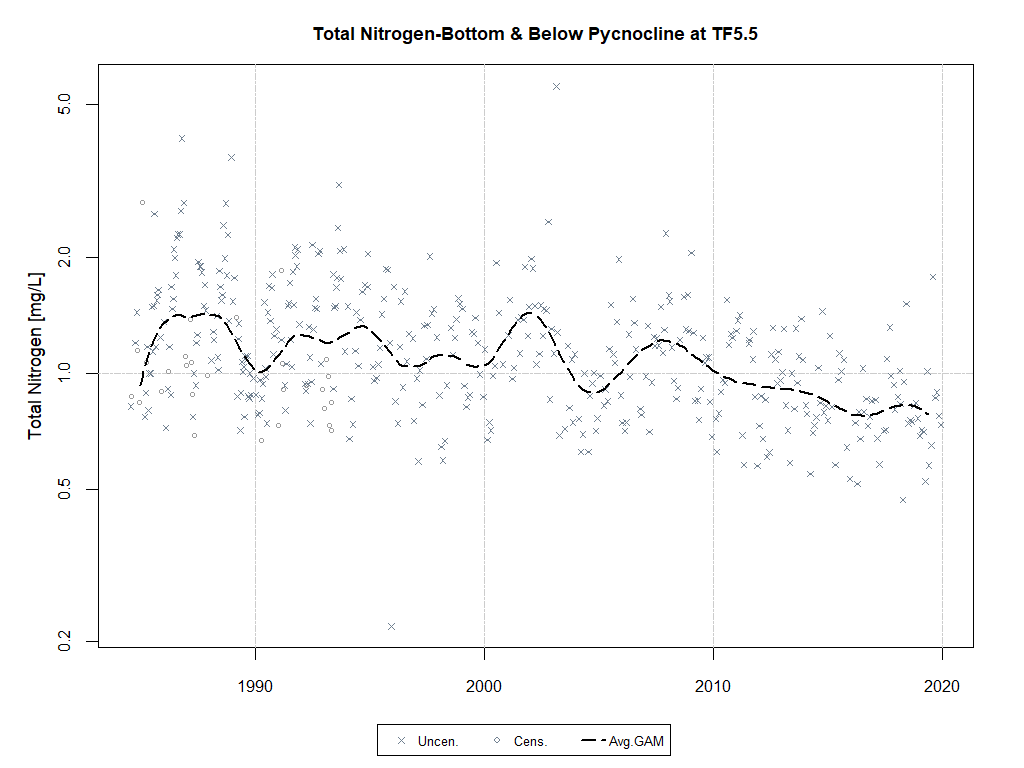 Total Nitrogen-Bottom & Below Pycnocline at TF5.5
Total Nitrogen [mg/L]
5.0
2.0
1.0
0.5
0.2
1990 2000 2010 2020
Uncen. Cens. Avg.GAM